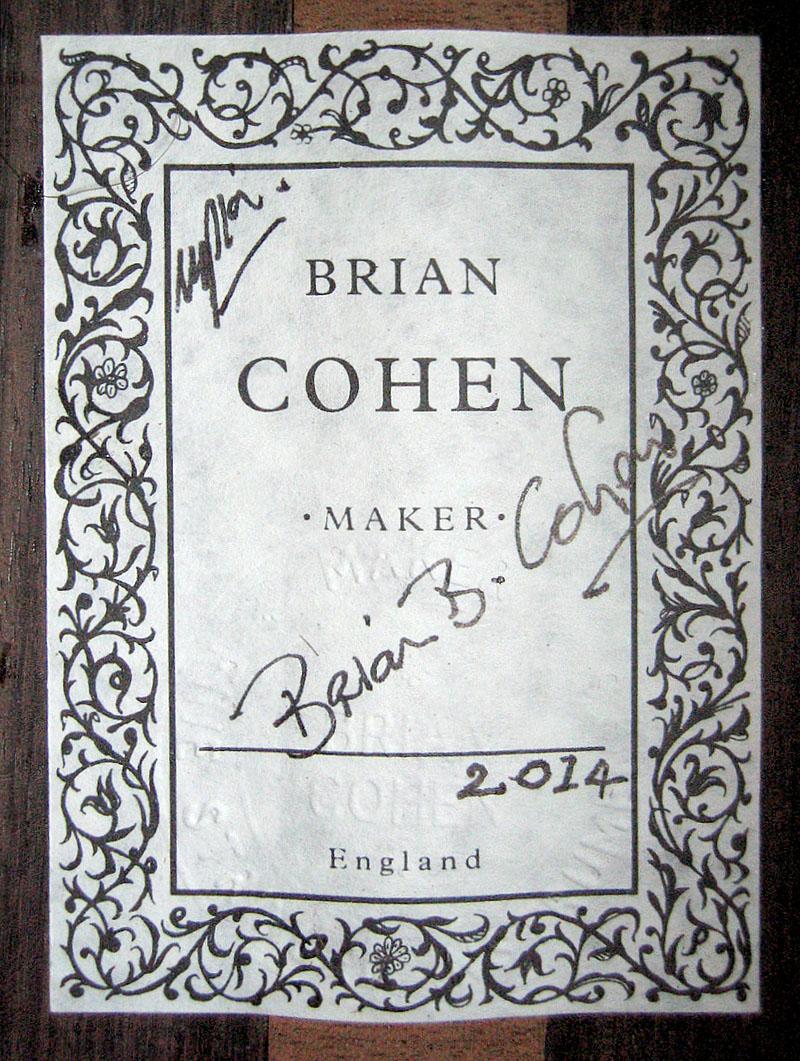 BRIAN
COHEN
·MAKER·
Brian B. Cohen
2014
England